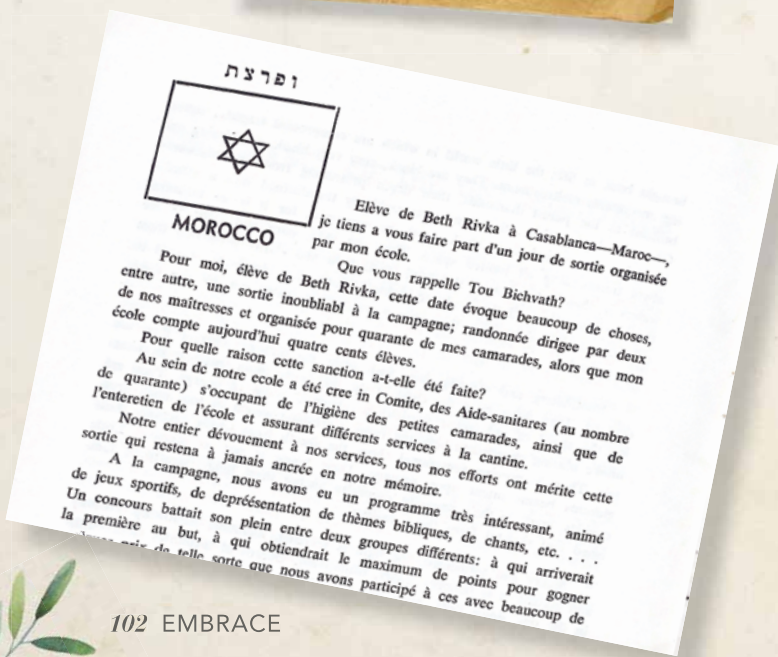 ופרצת
MOROCCO
Elève de Beth Rivka à Casablanca—Maroc—,
je tiens a vous faire part d'un jour de sortie organisée
par mon école.
Que vous rappelle Tou Bichvath?
Pour moi, élève de Beth Rivka, cette date évoque beaucoup de choses,
entre autre, une sortie inoubliabl à la campagne; randonnée dirigee par deux
de nos maîtresses et organisée pour quarante de mes camarades, alors que mon
école compte aujourd'hui quatre cents élèves.
Pour quelle raison cette sanction a-t-elle été faite?
Au sein de notre ecole a été cree in Comite, des Aide-sanitares (au nombre
de quarante) s'occupant de l'higiène des petites camarades, ainsi que de
l'enteretien de l'école et assurant différents services à la cantine.
Notre entier dévouement à nos services, tous nos efforts ont mérite cette
sortie qui restena à jamais ancrée en notre mémoire.
A la campagne, nous avons eu un programme très intéressant, animé
de jeux sportifs, de depréésentation de thèmes bibliques, de chants, etc. . . .
Un concours battait son plein entre deux groupes différents: à qui arriverait
la première au but, à qui obtiendrait le maximum de points pour gogner
prix de telle sorte que nous avons participé à ces avec beaucoup de
102 EMBRACE